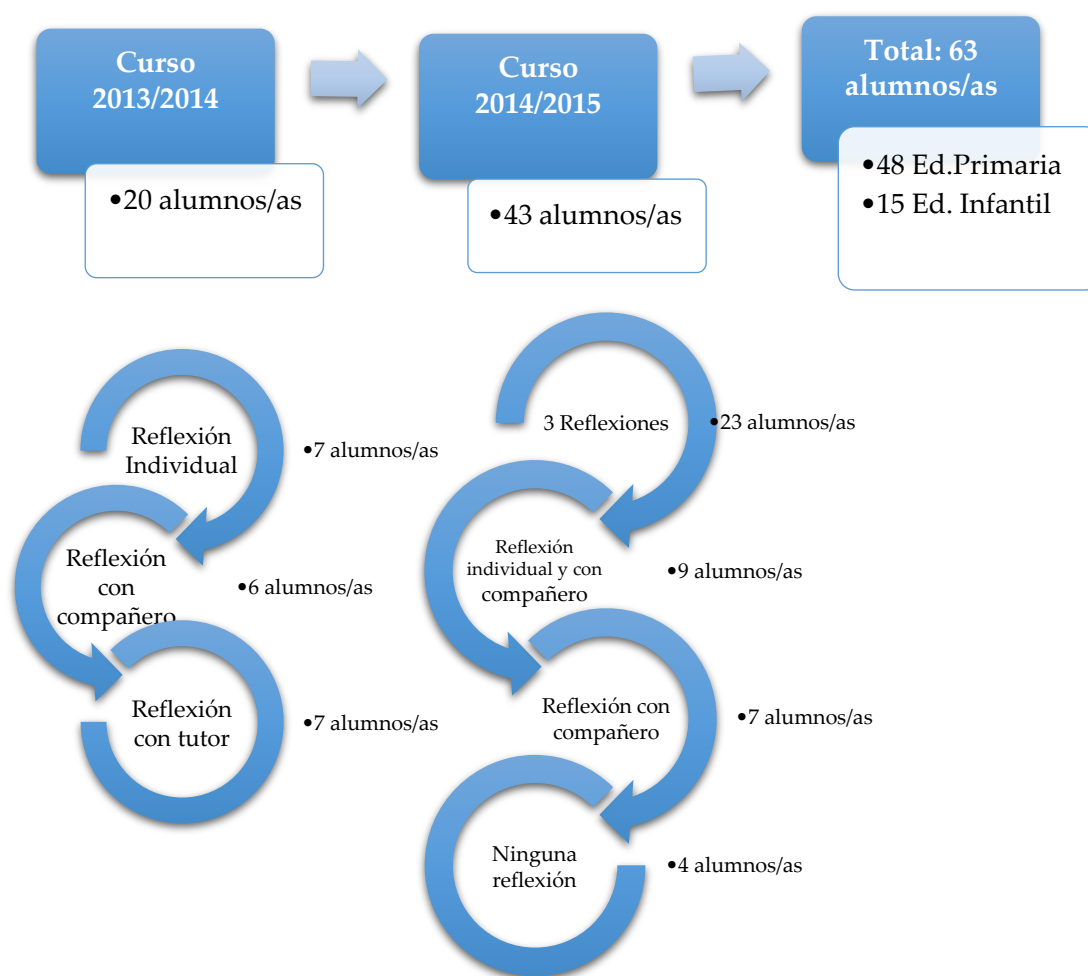 Curso
2013/2014
•20 alumnos/as
Curso
2014/2015
•43 alumnos/as
Total: 63
alumnos/as
•48 Ed.Primaria
•15 Ed. Infantil
Reflexión
Individual
•7 alumnos/as
Reflexión
con
compañero
•6 alumnos/as
Reflexión
con tutor
•7 alumnos/as
3 Reflexiones
•23 alumnos/as
Reflexión
individual y con
compañero
•9 alumnos/as
Reflexión con
compañero
•7 alumnos/as
Ninguna
reflexión
•4 alumnos/as